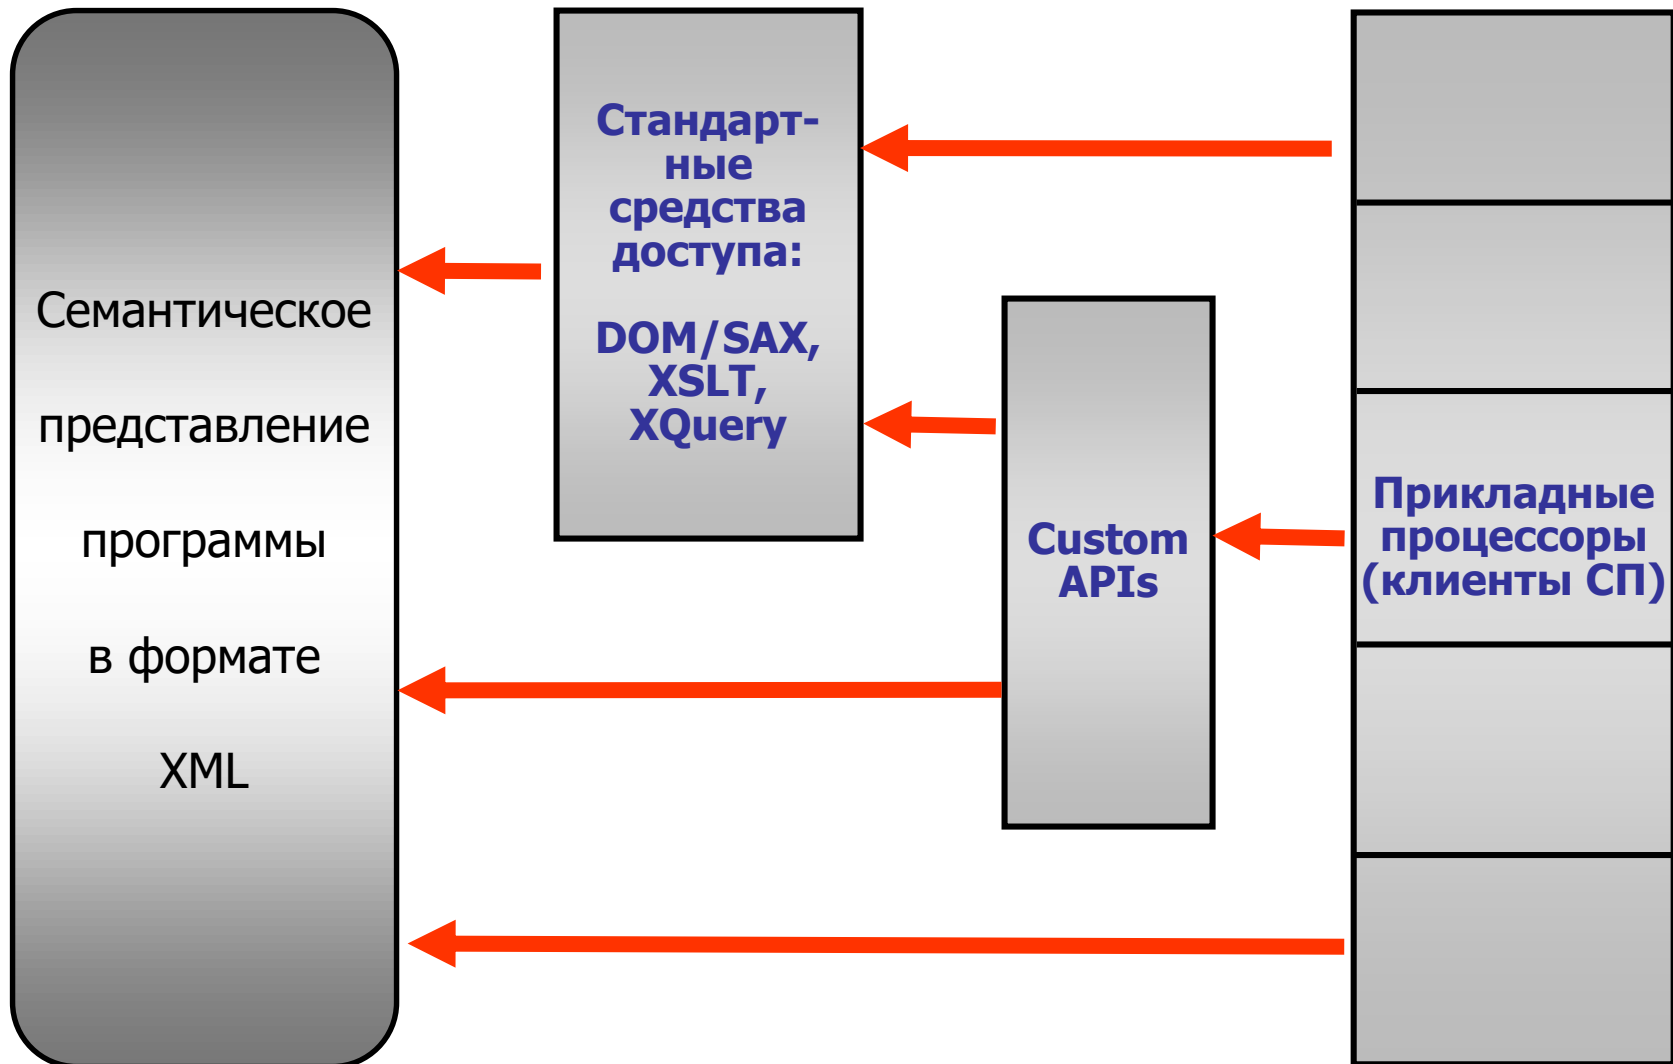 Семантическое
представление
программы
в формате
XML
Стандарт-
ные
средства
доступа:
DOM/SAX,
XSLT,
XQuery
Custom
APIs
Прикладные
процессоры
(клиенты СП)